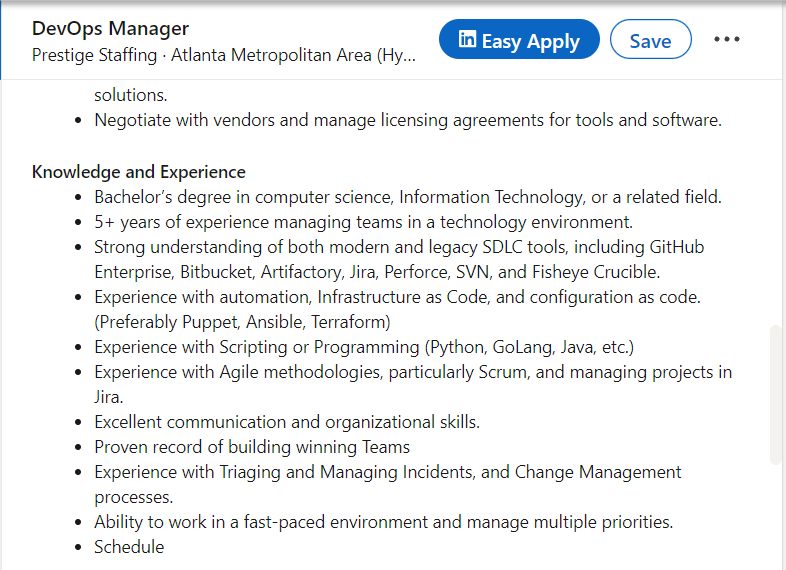 DevOps Manager
Prestige Staffing · Atlanta Metropolitan Area (Hy...
in Easy Apply
Save
solutions.
• Negotiate with vendors and manage licensing agreements for tools and software.
Knowledge and Experience
• Bachelor’s degree in computer science, Information Technology, or a related field.
• 5+ years of experience managing teams in a technology environment.
• Strong understanding of both modern and legacy SDLC tools, including GitHub
Enterprise, Bitbucket, Artifactory, Jira, Perforce, SVN, and Fisheye Crucible.
• Experience with automation, Infrastructure as Code, and configuration as code.
(Preferably Puppet, Ansible, Terraform)
• Experience with Scripting or Programming (Python, GoLang, Java, etc.)
• Experience with Agile methodologies, particularly Scrum, and managing projects in
Jira.
• Excellent communication and organizational skills.
• Proven record of building winning Teams
• Experience with Triaging and Managing Incidents, and Change Management
processes.
• Ability to work in a fast-paced environment and manage multiple priorities.
• Schedule